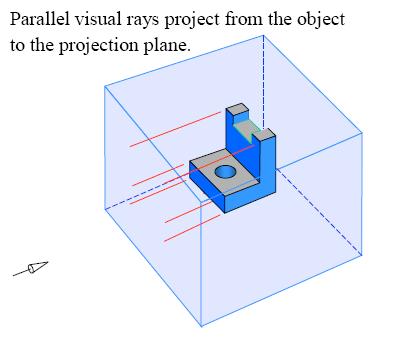 Parallel visual rays project from the object
to the projection plane.